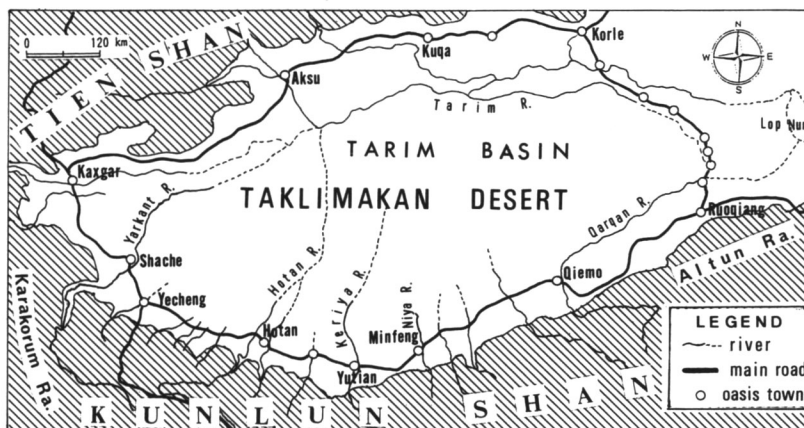 0 120 km
N
W E
S
TIEN SHAN
Korle
Kuqa
Aksu
Tarim R.
Lop Nur
TARIM BASIN
Kaxgar
TAKLIMAKAN DESERT
Yarkant R.
Qarqan R.
Ruoqiang
Shache
Hotan R.
Keriya R.
Niya R.
Qiemo
Altun Ra.
Karakorum Ra.
Yecheng
Hotan
Minfeng
Yutian
KUNLUN SHAN
LEGEND
river
main road
oasis town